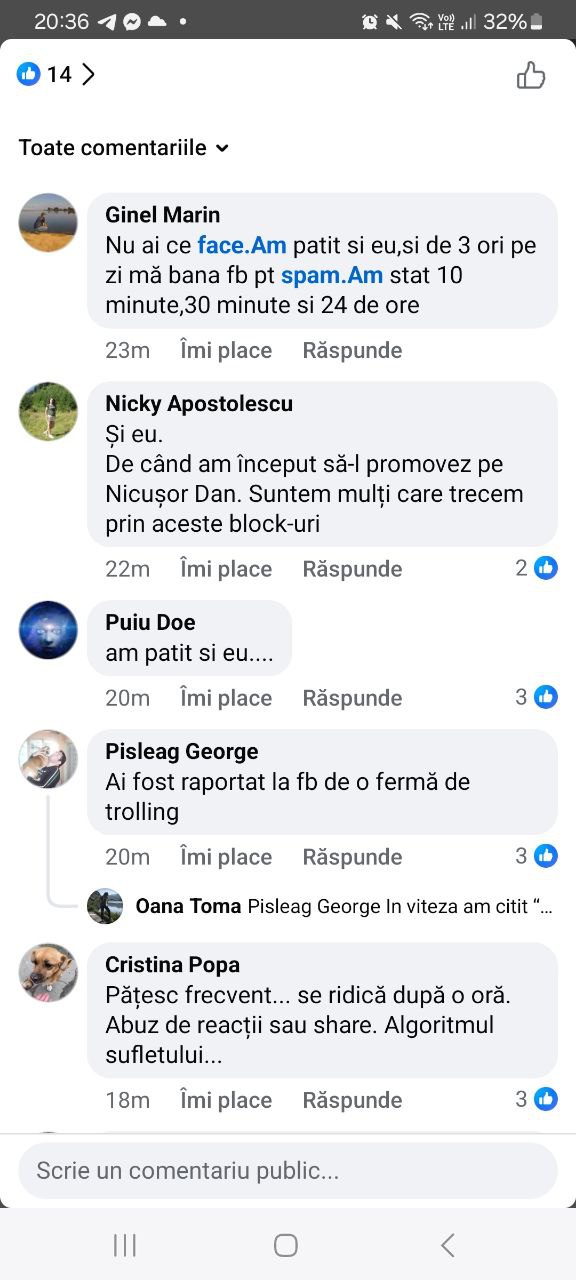 20:36
Vo)) LTE 32%
14
Toate comentariile
Ginel Marin
Nu ai ce face.Am patit si eu,si de 3 ori pe
zi mă bana fb pt spam.Am stat 10
minute,30 minute si 24 de ore
23m Îmi place Răspunde
Nicky Apostolescu
Și eu.
De când am început să-l promovez pe
Nicușor Dan. Suntem mulți care trecem
prin aceste block-uri
22m Îmi place Răspunde 2
Puiu Doe
am patit si eu....
20m Îmi place Răspunde 3
Pisleag George
Ai fost raportat la fb de o fermă de
trolling
20m Îmi place Răspunde 3
Oana Toma Pisleag George In viteza am citit “...
Cristina Popa
Pățesc frecvent... se ridică după o oră.
Abuz de reacții sau share. Algoritmul
sufletului...
18m Îmi place Răspunde 3
Scrie un comentariu public...